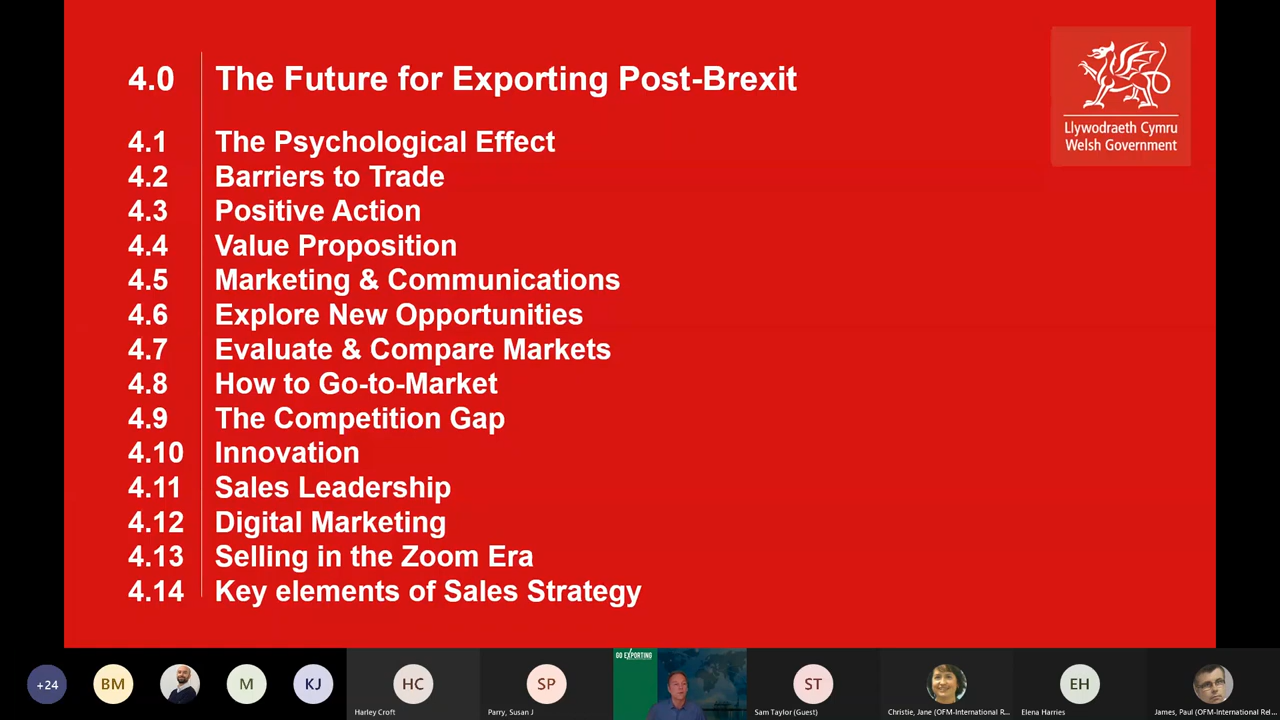 4.0 The Future for Exporting Post-Brexit
Llywodraeth Cymru
Welsh Government
4.1 The Psychological Effect
4.2 Barriers to Trade
4.3 Positive Action
4.4 Value Proposition
4.5 Marketing & Communications
4.6 Explore New Opportunities
4.7 Evaluate & Compare Markets
4.8 How to Go-to-Market
4.9 The Competition Gap
4.10 Innovation
4.11 Sales Leadership
4.12 Digital Marketing
4.13 Selling in the Zoom Era
4.14 Key elements of Sales Strategy
+24
BM
M
KJ
HC
Harley Croft
SP
Parry, Susan J
GO EXPORTING
ST
Sam Taylor (Guest)
Christie, Jane (OFM-International R...
EH
Elena Harries
James, Paul (OFM-International Rel...